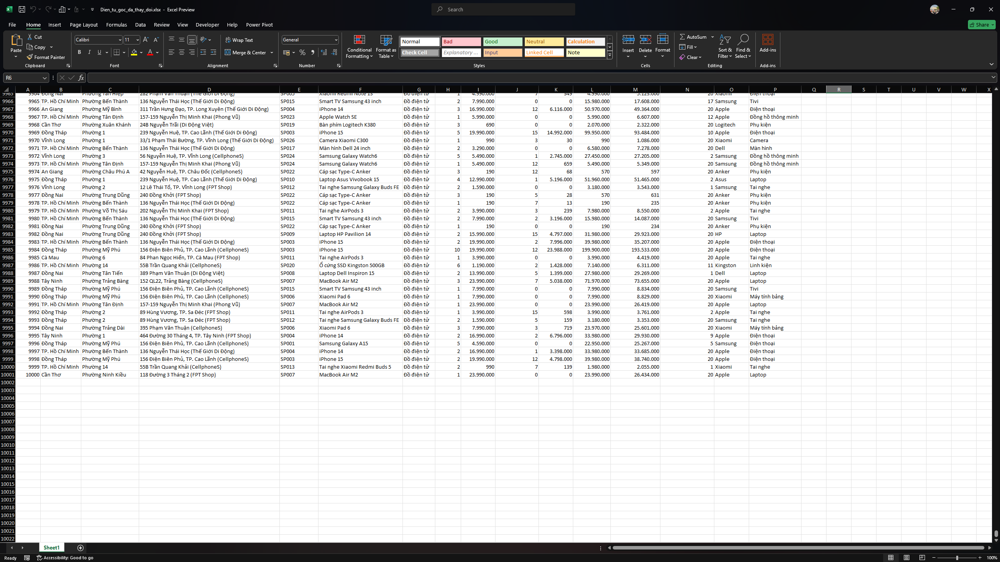 Dien_tu_goc_da_thay_doi.xlsx - Excel Preview
Search
File Home Insert Page Layout Formulas Data Review View Developer Help Power Pivot Share
Paste Cut Copy Format Painter Clipboard
Calibri 11 B I U Font
Wrap Text Merge & Center Alignment
General Number
Conditional Formatting Format as Table
Normal Bad Good Neutral Calculation
Check Cell Explanatory ... Input Linked Cell Note
Styles
Insert Delete Format Cells
AutoSum Fill Clear Sort & Filter Find & Select Editing
Add-ins Add-ins
R6 fx
A B C D E F G H I J K L M N O P Q R S T U V W X
9965 9964 Đồng Nai Phường Tân Hiệp 282 Phạm Văn Thuận (Thế Giới Di Động) SP005 Xiaomi Redmi Note 13 Đồ điện tử 1 4.990.000 7 349 4.990.000 5.123.000 20 Xiaomi Điện thoại
9966 9965 TP. Hồ Chí Minh Phường Bến Thành 136 Nguyễn Thái Học (Thế Giới Di Động) SP015 Smart TV Samsung 43 inch Đồ điện tử 2 7.990.000 0 0 15.980.000 17.608.000 17 Samsung Tivi
9967 9966 An Giang Phường Mỹ Bình 311 Trần Hưng Đạo, TP. Long Xuyên (Thế Giới Di Động) SP004 iPhone 14 Đồ điện tử 3 16.990.000 12 6.116.000 50.970.000 49.364.000 20 Apple Điện thoại
9968 9967 TP. Hồ Chí Minh Phường Tân Định 157-159 Nguyễn Thị Minh Khai (Phong Vũ) SP023 Apple Watch SE Đồ điện tử 1 5.990.000 0 0 5.990.000 6.607.000 12 Apple Đồng hồ thông minh
9969 9968 Cần Thơ Phường Xuân Khánh 24B Nguyễn Trãi (Di Động Việt) SP019 Bàn phím Logitech K380 Đồ điện tử 3 690 0 0 2.070.000 2.322.000 20 Logitech Phụ kiện
9970 9969 Đồng Tháp Phường 1 239 Nguyễn Huệ, TP. Cao Lãnh (Thế Giới Di Động) SP003 iPhone 15 Đồ điện tử 5 19.990.000 15 14.992.000 99.950.000 93.484.000 10 Apple Điện thoại
9971 9970 Vĩnh Long Phường 1 33/1 Phạm Thái Bường, TP. Vĩnh Long (Thế Giới Di Động) SP026 Camera Xiaomi C300 Đồ điện tử 1 990 3 30 990 1.086.000 20 Xiaomi Camera
9972 9971 TP. Hồ Chí Minh Phường Bến Thành 136 Nguyễn Thái Học (Thế Giới Di Động) SP017 Màn hình Dell 24 inch Đồ điện tử 2 3.290.000 0 0 6.580.000 7.278.000 20 Dell Màn hình
9973 9972 Vĩnh Long Phường 3 56 Nguyễn Huệ, TP. Vĩnh Long (CellphoneS) SP024 Samsung Galaxy Watch6 Đồ điện tử 5 5.490.000 1 2.745.000 27.450.000 27.205.000 2 Samsung Đồng hồ thông minh
9974 9973 TP. Hồ Chí Minh Phường Tân Định 157-159 Nguyễn Thị Minh Khai (Phong Vũ) SP024 Samsung Galaxy Watch6 Đồ điện tử 1 5.490.000 12 659 5.490.000 5.349.000 20 Samsung Đồng hồ thông minh
9975 9974 An Giang Phường Châu Phú A 42 Nguyễn Huệ, TP. Châu Đốc (CellphoneS) SP022 Cáp sạc Type-C Anker Đồ điện tử 3 190 12 68 570 597 20 Anker Phụ kiện
9976 9975 Đồng Tháp Phường 1 239 Nguyễn Huệ, TP. Cao Lãnh (Thế Giới Di Động) SP010 Laptop Asus Vivobook 15 Đồ điện tử 4 12.990.000 1 5.196.000 51.960.000 51.465.000 2 Asus Laptop
9977 9976 Vĩnh Long Phường 2 12 Lê Thái Tổ, TP. Vĩnh Long (FPT Shop) SP012 Tai nghe Samsung Galaxy Buds FE Đồ điện tử 2 1.590.000 0 0 3.180.000 3.543.000 1 Samsung Tai nghe
9978 9977 Đồng Nai Phường Trung Dũng 240 Đồng Khởi (FPT Shop) SP022 Cáp sạc Type-C Anker Đồ điện tử 3 190 5 28 570 631 20 Anker Phụ kiện
9979 9978 TP. Hồ Chí Minh Phường Bến Thành 136 Nguyễn Thái Học (Thế Giới Di Động) SP022 Cáp sạc Type-C Anker Đồ điện tử 1 190 7 13 190 235 20 Anker Phụ kiện
9980 9979 TP. Hồ Chí Minh Phường Võ Thị Sáu 202 Nguyễn Thị Minh Khai (FPT Shop) SP011 Tai nghe AirPods 3 Đồ điện tử 2 3.990.000 3 239 7.980.000 8.550.000 2 Apple Tai nghe
9981 9980 TP. Hồ Chí Minh Phường Bến Thành 136 Nguyễn Thái Học (Thế Giới Di Động) SP015 Smart TV Samsung 43 inch Đồ điện tử 2 7.990.000 2 3.196.000 15.980.000 14.087.000 20 Samsung Tivi
9982 9981 Đồng Nai Phường Trung Dũng 240 Đồng Khởi (FPT Shop) SP022 Cáp sạc Type-C Anker Đồ điện tử 1 190 0 0 190 234 20 Anker Phụ kiện
9983 9982 Đồng Nai Phường Trung Dũng 240 Đồng Khởi (FPT Shop) SP009 Laptop HP Pavilion 14 Đồ điện tử 2 15.990.000 15 4.797.000 31.980.000 29.923.000 20 HP Laptop
9984 9983 TP. Hồ Chí Minh Phường Bến Thành 136 Nguyễn Thái Học (Thế Giới Di Động) SP003 iPhone 15 Đồ điện tử 2 19.990.000 2 7.996.000 39.980.000 35.207.000 20 Apple Điện thoại
9985 9984 Đồng Tháp Phường Mỹ Phú 156 Điện Biên Phủ, TP. Cao Lãnh (CellphoneS) SP003 iPhone 15 Đồ điện tử 10 19.990.000 12 23.988.000 199.900.000 193.533.000 20 Apple Điện thoại
9986 9985 Cà Mau Phường 6 84 Phan Ngọc Hiển, TP. Cà Mau (FPT Shop) SP011 Tai nghe AirPods 3 Đồ điện tử 1 3.990.000 0 0 3.990.000 4.419.000 20 Apple Tai nghe
9987 9986 TP. Hồ Chí Minh Phường 14 55B Trần Quang Khải (CellphoneS) SP020 Ổ cứng SSD Kingston 500GB Đồ điện tử 6 1.190.000 2 1.428.000 7.140.000 6.311.000 11 Kingston Linh kiện
9988 9987 Đồng Nai Phường Tân Tiến 389 Phạm Văn Thuận (Di Động Việt) SP008 Laptop Dell Inspiron 15 Đồ điện tử 2 13.990.000 5 1.399.000 27.980.000 29.269.000 1 Dell Laptop
9989 9988 Tây Ninh Phường Trảng Bàng 152 QL22, Trảng Bàng (CellphoneS) SP007 MacBook Air M2 Đồ điện tử 3 23.990.000 7 5.038.000 71.970.000 73.655.000 20 Apple Laptop
9990 9989 Đồng Tháp Phường Mỹ Phú 156 Điện Biên Phủ, TP. Cao Lãnh (CellphoneS) SP015 Smart TV Samsung 43 inch Đồ điện tử 1 7.990.000 0 0 7.990.000 8.834.000 20 Samsung Tivi
9991 9990 Đồng Tháp Phường Mỹ Phú 156 Điện Biên Phủ, TP. Cao Lãnh (CellphoneS) SP006 Xiaomi Pad 6 Đồ điện tử 1 7.990.000 0 0 7.990.000 8.829.000 20 Xiaomi Máy tính bảng
9992 9991 TP. Hồ Chí Minh Phường Tân Định 157-159 Nguyễn Thị Minh Khai (Phong Vũ) SP007 MacBook Air M2 Đồ điện tử 1 23.990.000 0 0 23.990.000 26.419.000 20 Apple Laptop
9993 9992 Đồng Tháp Phường 2 89 Hùng Vương, TP. Sa Đéc (FPT Shop) SP011 Tai nghe AirPods 3 Đồ điện tử 1 3.990.000 15 598 3.990.000 3.761.000 2 Apple Tai nghe
9994 9993 Đồng Tháp Phường 2 89 Hùng Vương, TP. Sa Đéc (FPT Shop) SP012 Tai nghe Samsung Galaxy Buds FE Đồ điện tử 2 1.590.000 5 159 3.180.000 3.353.000 20 Samsung Tai nghe
9995 9994 Đồng Nai Phường Trảng Dài 395 Phạm Văn Thuận (CellphoneS) SP006 Xiaomi Pad 6 Đồ điện tử 3 7.990.000 3 719 23.970.000 25.601.000 20 Xiaomi Máy tính bảng
9996 9995 Tây Ninh Phường 1 464 Đường 30 Tháng 4, TP. Tây Ninh (FPT Shop) SP004 iPhone 14 Đồ điện tử 2 16.990.000 2 6.796.000 33.980.000 29.930.000 9 Apple Điện thoại
9997 9996 Đồng Tháp Phường Mỹ Phú 156 Điện Biên Phủ, TP. Cao Lãnh (CellphoneS) SP001 Samsung Galaxy A15 Đồ điện tử 5 4.590.000 0 0 22.950.000 25.267.000 5 Samsung Điện thoại
9998 9997 TP. Hồ Chí Minh Phường Bến Thành 136 Nguyễn Thái Học (Thế Giới Di Động) SP004 iPhone 14 Đồ điện tử 2 16.990.000 1 3.398.000 33.980.000 33.685.000 20 Apple Điện thoại
9999 9998 Đồng Tháp Phường Mỹ Phú 156 Điện Biên Phủ, TP. Cao Lãnh (CellphoneS) SP003 iPhone 15 Đồ điện tử 2 19.990.000 12 4.798.000 39.980.000 38.740.000 20 Apple Điện thoại
10000 9999 TP. Hồ Chí Minh Phường 14 55B Trần Quang Khải (CellphoneS) SP013 Tai nghe Xiaomi Redmi Buds 5 Đồ điện tử 2 990 7 139 1.980.000 2.055.000 1 Xiaomi Tai nghe
10001 10000 Cần Thơ Phường Ninh Kiều 118 Đường 3 Tháng 2 (FPT Shop) SP007 MacBook Air M2 Đồ điện tử 1 23.990.000 0 0 23.990.000 26.434.000 20 Apple Laptop
10002
10003
10004
10005
10006
10007
10008
10009
10010
10011
10012
10013
10014
10015
10016
10017
10018
10019
10020
10021
10022
Sheet1
Ready Accessibility: Good to go 100%